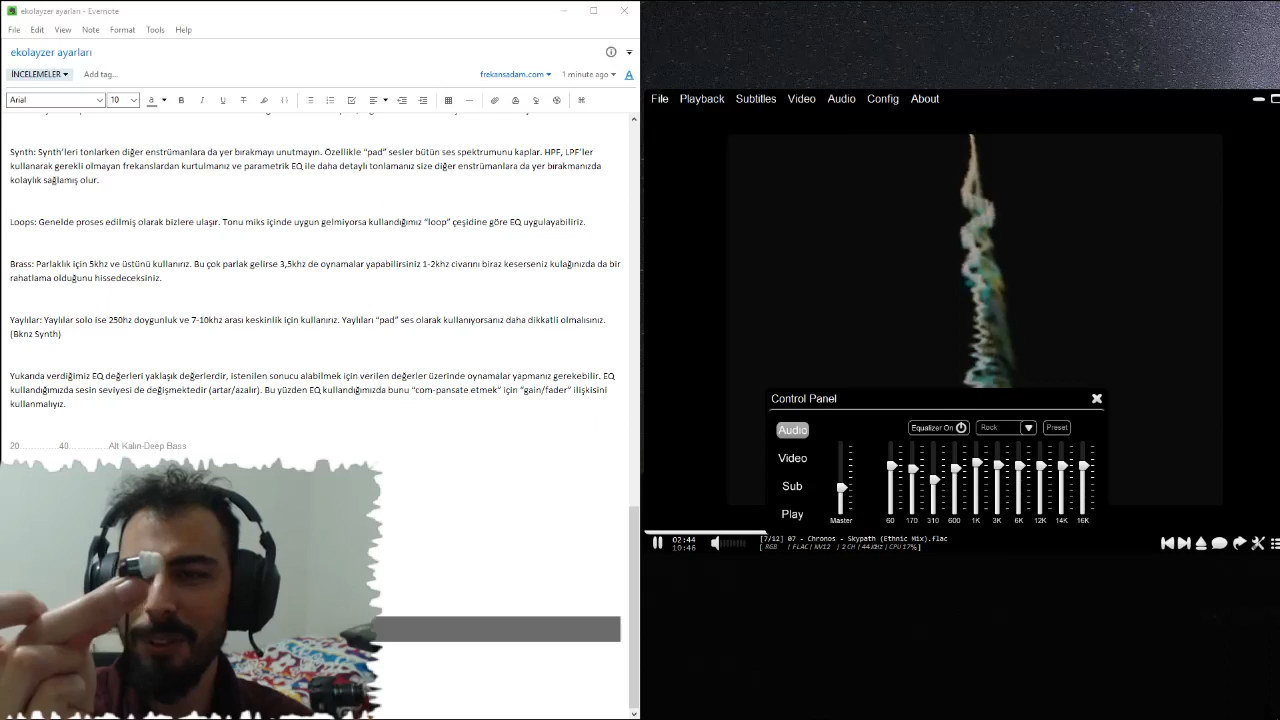 ekolayzer ayarları - Evernote
File Edit View Note Format Tools Help
ekolayzer ayarları
İNCELEMELER Add tag... frekansadam.com 1 minute ago A
Arial 10 a B I U T
Synth: Synth'leri tonlarken diğer enstrümanlara da yer bırakmayı unutmayın. Özellikle “pad” sesler bütün ses spektrumunu kaplar. HPF, LPF'ler
kullanarak gerekli olmayan frekanslardan kurtulmanız ve parametrik EQ ile daha detaylı tonlamanız size diğer enstrümanlara da yer bırakmanızda
kolaylık sağlamış olur.
Loops: Genelde proses edilmiş olarak bizlere ulaşır. Tonu miks içinde uygun gelmiyorsa kullandığımız “loop” çeşidine göre EQ uygulayabiliriz.
Brass: Parlaklık için 5khz ve üstünü kullanırız. Bu çok parlak gelirse 3,5khz de oynamalar yapabilirsiniz 1-2khz civarını biraz keserseniz kulağınızda da bir
rahatlama olduğunu hissedeceksiniz.
Yaylılar: Yaylılar solo ise 250hz doygunluk ve 7-10khz arası keskinlik için kullanırız. Yaylıları “pad” ses olarak kullanıyorsanız daha dikkatli olmalısınız.
(Bknz Synth)
Yukarıda verdiğimiz EQ değerleri yaklaşık değerlerdir, istenilen sonucu alabilmek için verilen değerler üzerinde oynamalar yapmanız gerekebilir. EQ
kullandığımızda sesin seviyesi de değişmektedir (artar/azalır). Bu yüzden EQ kullandığımızda bunu “com-pansate etmek” için “gain/fader” ilişkisini
kullanmalıyız.
20...............40...............Alt Kalın-Deep Bass
File Playback Subtitles Video Audio Config About
Control Panel
Audio
Video
Sub
Play
Equalizer On Rock Preset
Master 60 170 310 600 1K 3K 6K 12K 14K 16K
02:44
10:46
[7/12] 07 - Chronos - Skypath (Ethnic Mix).flac
[ RGB | FLAC/NV12 | 2 CH / 44KHz / CPU 17% ]